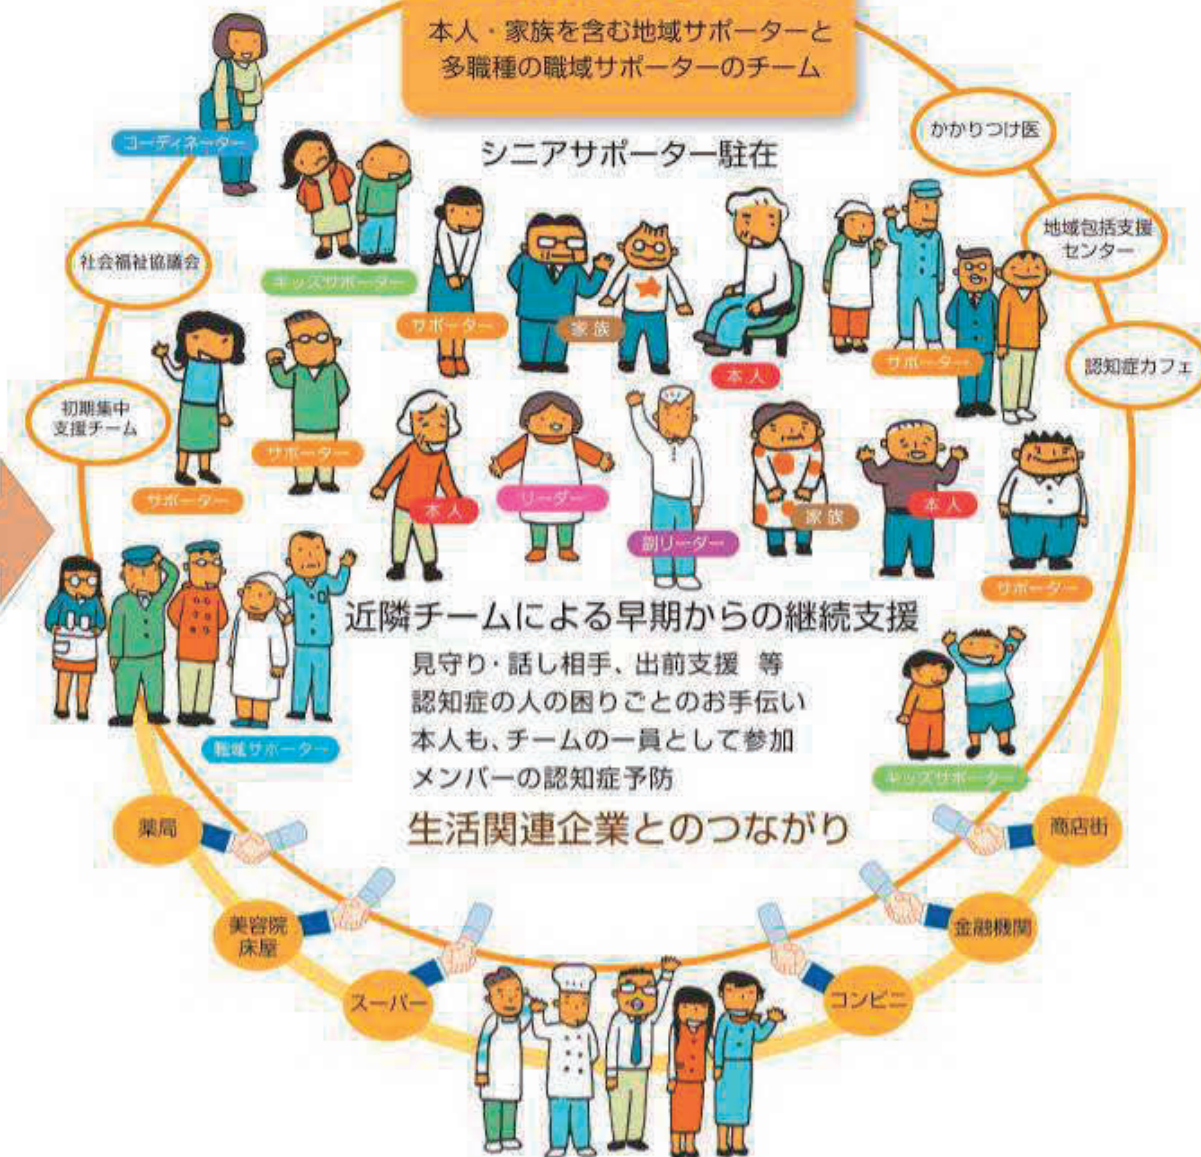 本人・家族を含む地域サポーターと
多職種の職域サポーターのチーム
シニアサポーター駐在
コーディネーター
キッズサポーター
サポーター
家族
本人
サポーター
かかりつけ医
地域包括支援
センター
認知症カフェ
社会福祉協議会
初期集中
支援チーム
サポーター
サポーター
本人
リーダー
副リーダー
家族
本人
サポーター
近隣チームによる早期からの継続支援
見守り・話し相手、出前支援 等
認知症の人の困りごとのお手伝い
本人も、チームの一員として参加
メンバーの認知症予防
職域サポーター
キッズサポーター
生活関連企業とのつながり
薬局
美容院
床屋
スーパー
コンビニ
金融機関
商店街